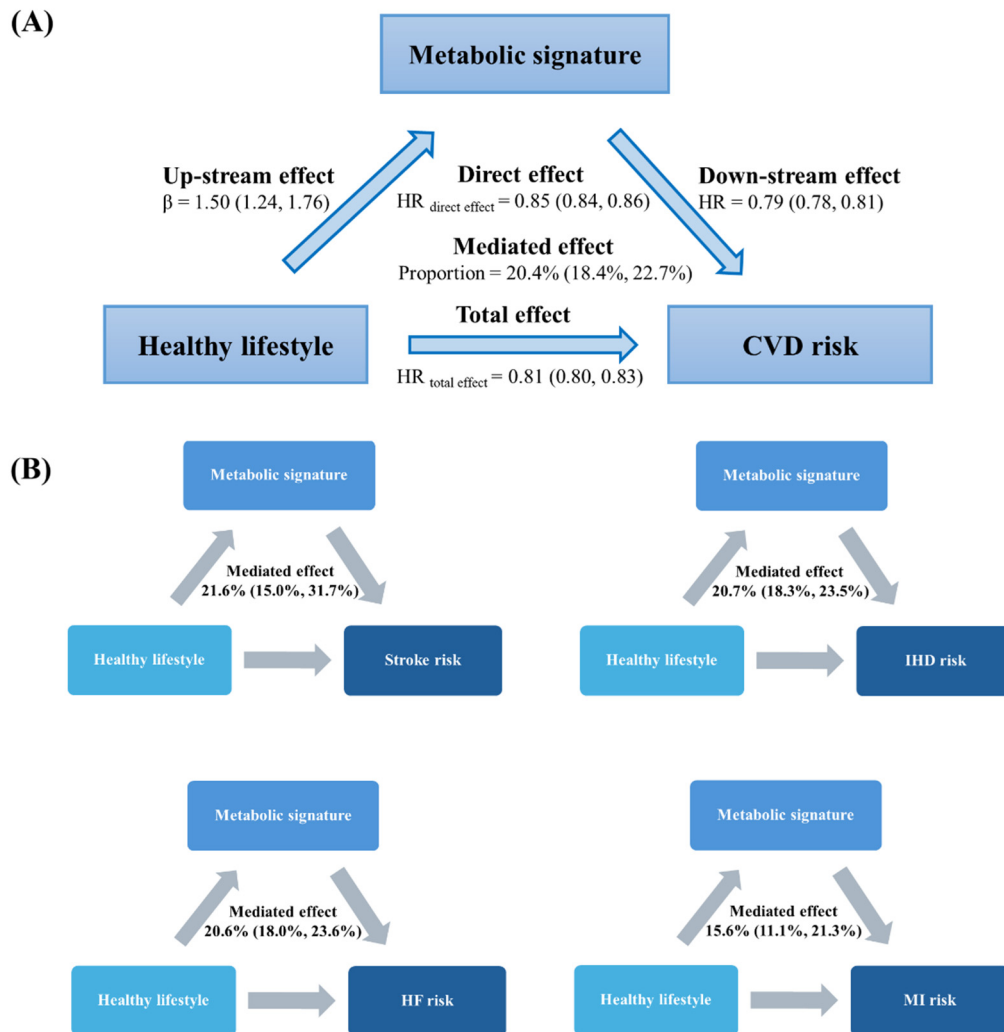 (A)
Metabolic signature
Up-stream effect
β = 1.50 (1.24, 1.76)
Direct effect
HR direct effect = 0.85 (0.84, 0.86)
Down-stream effect
HR = 0.79 (0.78, 0.81)
Mediated effect
Proportion = 20.4% (18.4%, 22.7%)
Healthy lifestyle
Total effect
HR total effect = 0.81 (0.80, 0.83)
CVD risk
(B)
Metabolic signature
Mediated effect
21.6% (15.0%, 31.7%)
Healthy lifestyle
Stroke risk
Metabolic signature
Mediated effect
20.7% (18.3%, 23.5%)
Healthy lifestyle
IHD risk
Metabolic signature
Mediated effect
20.6% (18.0%, 23.6%)
Healthy lifestyle
HF risk
Metabolic signature
Mediated effect
15.6% (11.1%, 21.3%)
Healthy lifestyle
MI risk